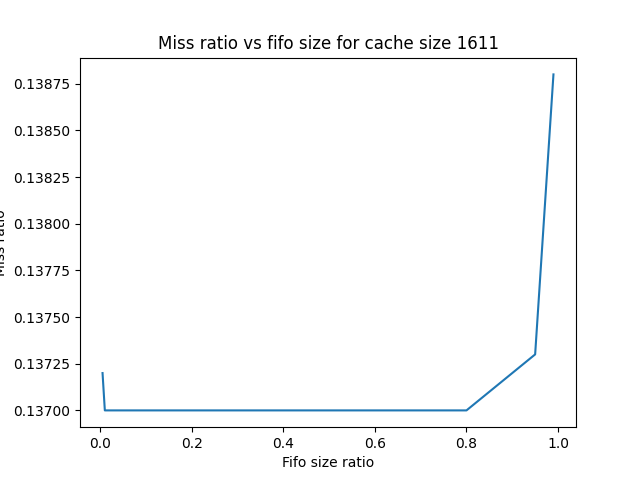 Miss ratio vs fifo size for cache size 1611
0.13875
0.13850
0.13825
0.13800
0.13775
0.13750
0.13725
0.13700
Miss ratio
0.0 0.2 0.4 0.6 0.8 1.0
Fifo size ratio